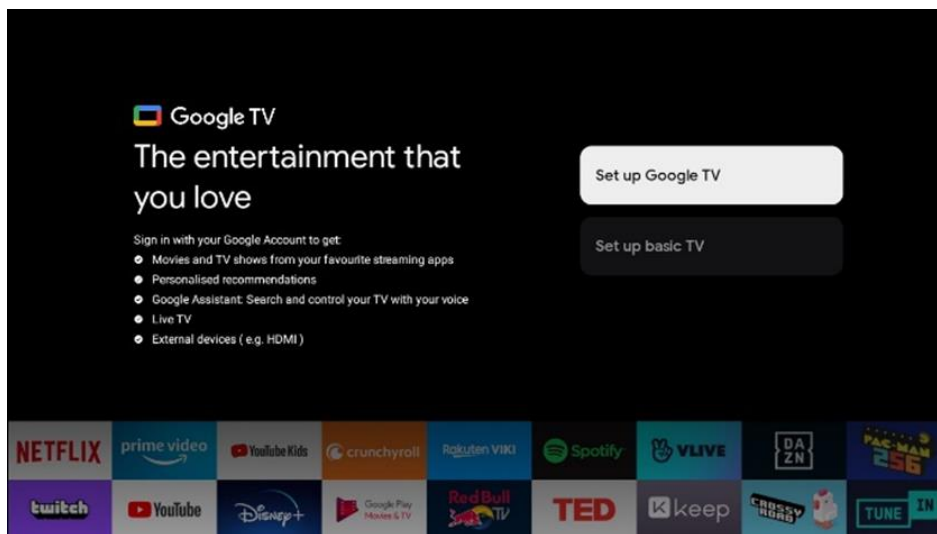 Google TV
The entertainment that
you love
Sign in with your Google Account to get:
Movies and TV shows from your favourite streaming apps
Personalised recommendations
Google Assistant: Search and control your TV with your voice
Live TV
External devices ( e.g. HDMI )
Set up Google TV
Set up basic TV
NETFLIX
prime video
YouTube Kids
crunchyroll
Rakuten VIKI
Spotify
VLIVE
DA
ZN
PAC-MAN
256
twitch
YouTube
Disney+
Google Play
Movies & TV
Red Bull
TV
TED
keep
CROSSY
ROAD
TUNE IN